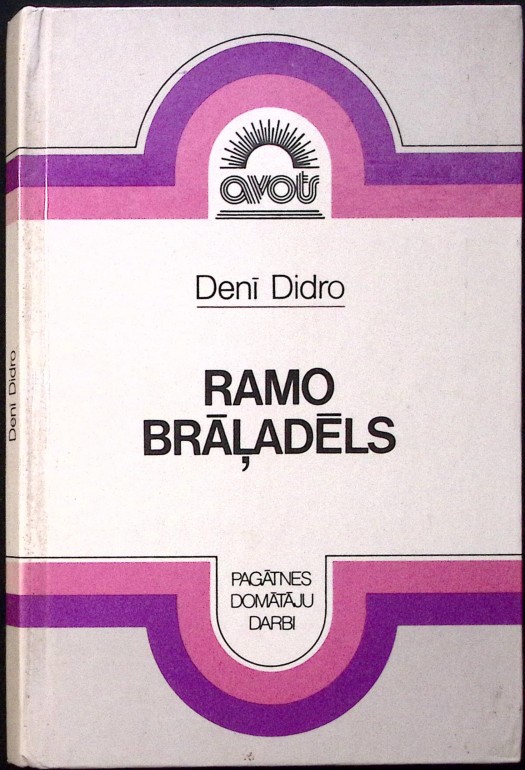 avots
Denī Didro
RAMO
BRĀĻADĒLS
PAGĀTNES
DOMĀTĀJU
DARBI
Denī Didro